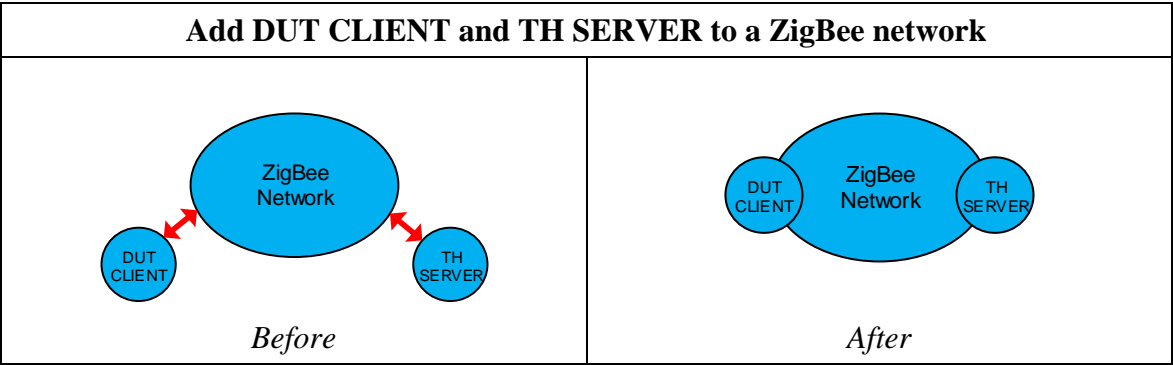 Add DUT CLIENT and TH SERVER to a ZigBee network
ZigBee
Network
DUT
CLIENT
TH
SERVER
Before
ZigBee
Network
DUT
CLIENT
TH
SERVER
After